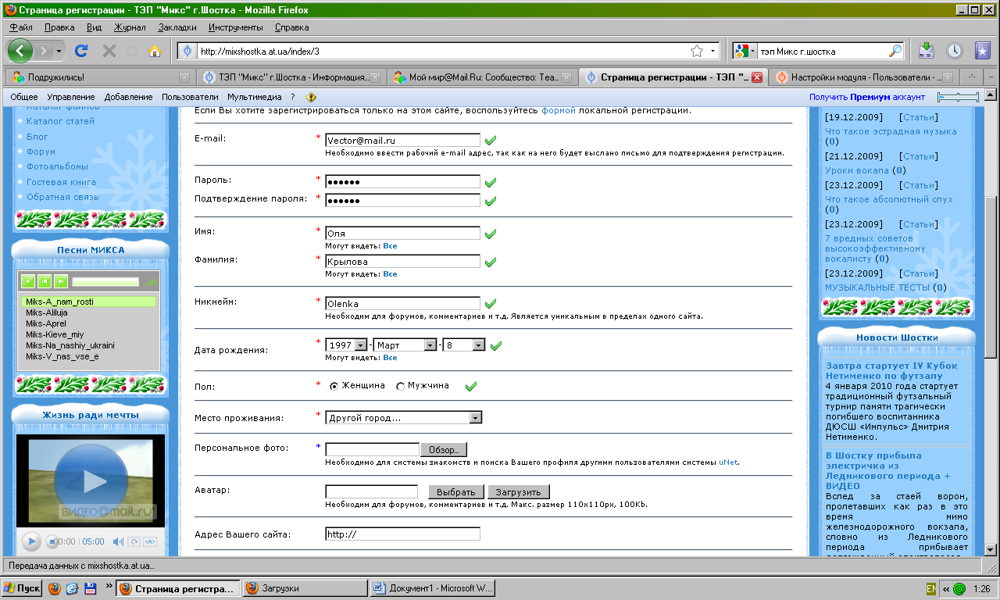 Страница регистрации - ТЭП "Микс" г.Шостка - Mozilla Firefox
Файл Правка Вид Журнал Закладки Инструменты Справка
http://mixshostka.at.ua/index/3
тэп Микс г.шостка
Подружились!
ТЭП "Микс" г.Шостка - Информация...
Мой мир@Mail.Ru: Сообщество: Теа...
Страница регистрации - ТЭП "...
Настройки модуля - Пользователи - ...
Общее Управление Добавление Пользователи Мультимедиа ?
Получить Премиум аккаунт
Каталог файлов
Каталог статей
Блог
Форум
Фотоальбомы
Гостевая книга
Обратная связь
Песни МИКСА
Miks-A_nam_rosti
Miks-Aliluja
Miks-Aprel
Miks-Kieve_miy
Miks-Na_nashiy_ukraini
Miks-V_nas_vse_e
Жизнь ради мечты
ВИДЕО@mail.ru
00:00 | 05:00
Если Вы хотите зарегистрироваться только на этом сайте, воспользуйтесь формой локальной регистрации.
E-mail: * Vector@mail.ru
Необходимо ввести рабочий e-mail адрес, так как на него будет выслано письмо для подтверждения регистрации.
Пароль: * ●●●●●●
Подтверждение пароля: * ●●●●●●
Имя: * Оля
Могут видеть: Все
Фамилия: * Крылова
Могут видеть: Все
Никнейм: * Olenka
Необходим для форумов, комментариев и т.д. Является уникальным в пределах одного сайта.
Дата рождения: * 1997 - Март - 8
Могут видеть: Все
Пол: * Женщина Мужчина
Место проживания: * Другой город...
Персональное фото: * Обзор...
Необходимо для системы знакомств и поиска Вашего профиля другими пользователями системы uNet.
Аватар: Выбрать Загрузить
Необходим для форумов, комментариев и т.д. Макс. размер 110x110px, 100Kb.
Адрес Вашего сайта: http://
[19.12.2009] [Статьи]
Что такое эстрадная музыка
(0)
[21.12.2009] [Статьи]
Уроки вокала (0)
[23.12.2009] [Статьи]
Что такое абсолютный слух
(0)
[23.12.2009] [Статьи]
7 вредных советов
высокоэффективному
вокалисту (0)
[23.12.2009] [Статьи]
МУЗЫКАЛЬНЫЕ ТЕСТЫ (0)
Новости Шостки
Завтра стартует IV Кубок
Нетименко по футзалу
4 января 2010 года стартует
традиционный футзальный
турнир памяти трагически
погибшего воспитанника
ДЮСШ «Импульс» Дмитрия
Нетименко.
В Шостку прибыла
электричка из
Ледникового периода +
ВИДЕО
Вслед за стаей ворон,
пролетавших как раз в это
время мимо
железнодорожного вокзала,
словно из Ледникового
периода прибывает
Передача данных с mixshostka.at.ua...
Пуск
»
Страница регистра...
Загрузки
Документ1 - Microsoft W...
EN
«
1:26